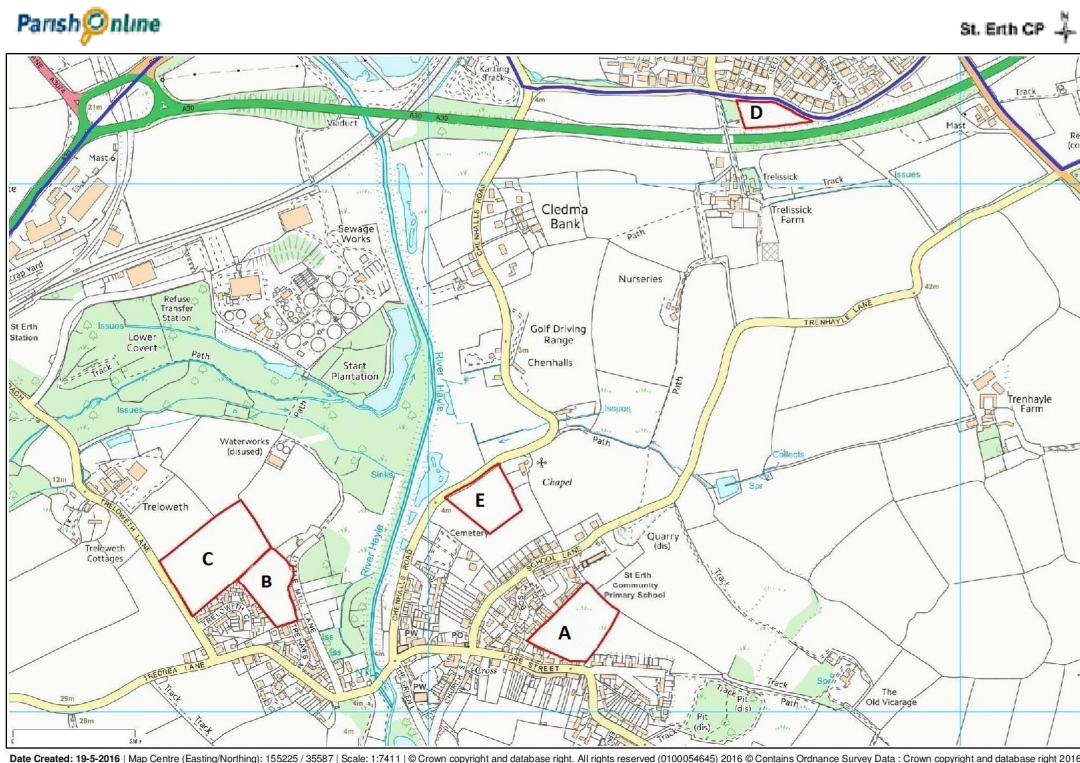 Parish Online
St. Erth CP
N
A3074
21m
A30
Viaduct
A30
A30
Karting
Track
4m
D
Track
Mast
Mast
Trelissick
Track
Issues
Trelissick
Farm
Cledma
Bank
CHENHALLS ROAD
Sewage
Works
Path
Nurseries
Scrap Yard
Refuse
Transfer
Station
42m
St Erth
Station
Issues
Lower
Covert
TRENHAYLE LANE
Golf Driving
Range
3m
Chenhalls
Path
Track
Start
Plantation
River Hayle
Path
Path
Issues
Issues
Path
Trenhayle
Farm
Waterworks
(disused)
Collects
Spr
Sinks
12m
Chapel
E
4m
Cemetery
Treloweth
TRELOWETH LANE
Treloweth
Cottages
C
B
River Hayle
Quarry
(dis)
SCHOOL LANE
St Erth
Community
Primary School
Track
CHENHALLS ROAD
A
Iss
Iss
PW
PO
4m
FORE STREET
Cross
TREDREA LANE
PW
Track
29m
28m
Track
4m
4m
Track
Pit
(dis)
Pit
(dis)
Track
Path
Spr
The
Old Vicarage
Date Created: 19-5-2016 | Map Centre (Easting/Northing): 155225 / 35587 | Scale: 1:7411 | © Crown copyright and database right. All rights reserved (0100054645) 2016 © Contains Ordnance Survey Data : Crown copyright and database right 2016